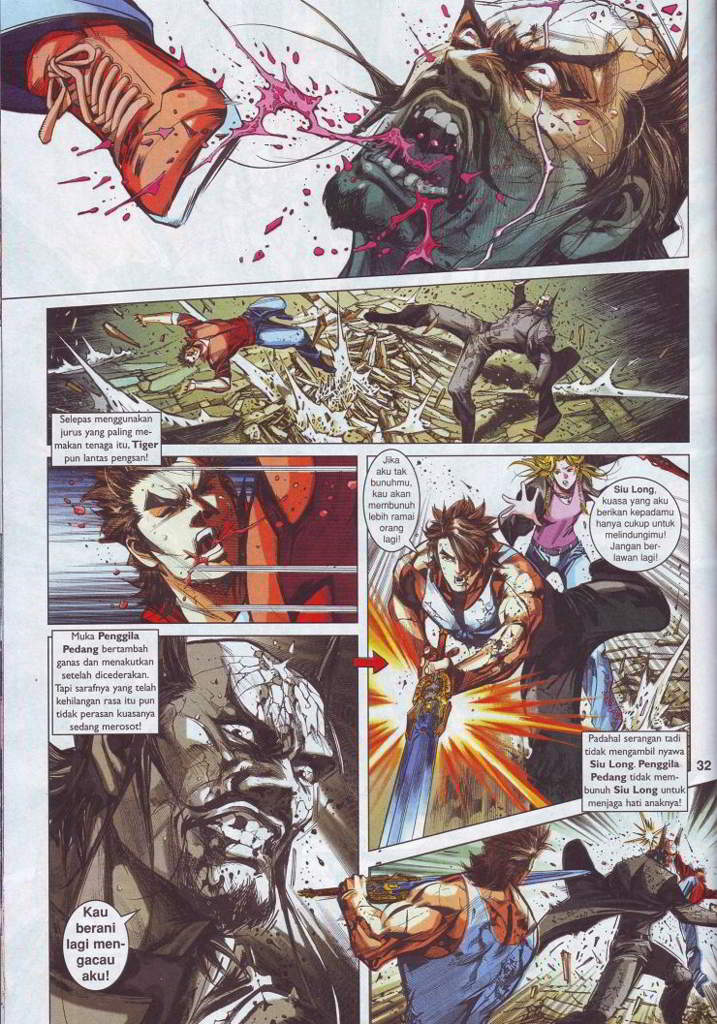 Selepas menggunakan
jurus yang paling me-
makan tenaga itu, Tiger
pun lantas pengsan!
Muka Penggila
Pedang bertambah
ganas dan menakutkan
setelah dicederakan.
Tapi sarafnya yang telah
kehilangan rasa itu pun
tidak perasan kuasanya
sedang merosot!
Kau
berani
lagi men-
gacau
aku!
Jika
aku tak
bunuhmu,
kau akan
membunuh
lebih ramai
orang
lagi!
Siu Long,
kuasa yang aku
berikan kepadamu
hanya cukup untuk
melindungimu!
Jangan ber-
lawan lagi!
Padahal serangan tadi
tidak mengambil nyawa
Siu Long. Penggila
Pedang tidak mem-
bunuh Siu Long untuk
menjaga hati anaknya!
32